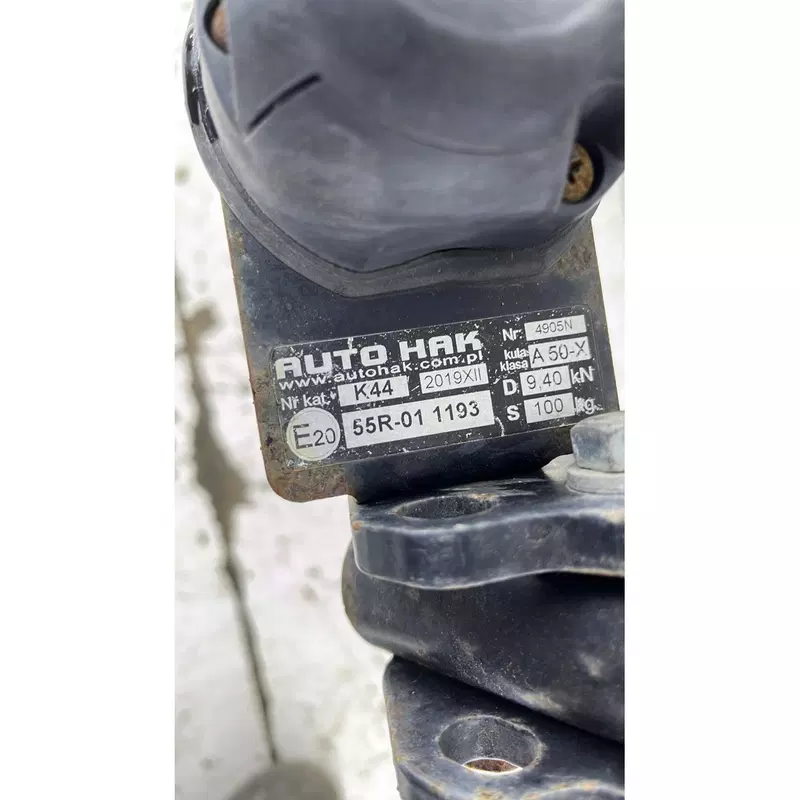 AUTO HAK
www.autohak.com.pl
Nr kat. K44 2019XII
E20 55R-01 1193
Nr. 4905N
kula klasa A 50-X
D 9,40 kN
S 100 kg